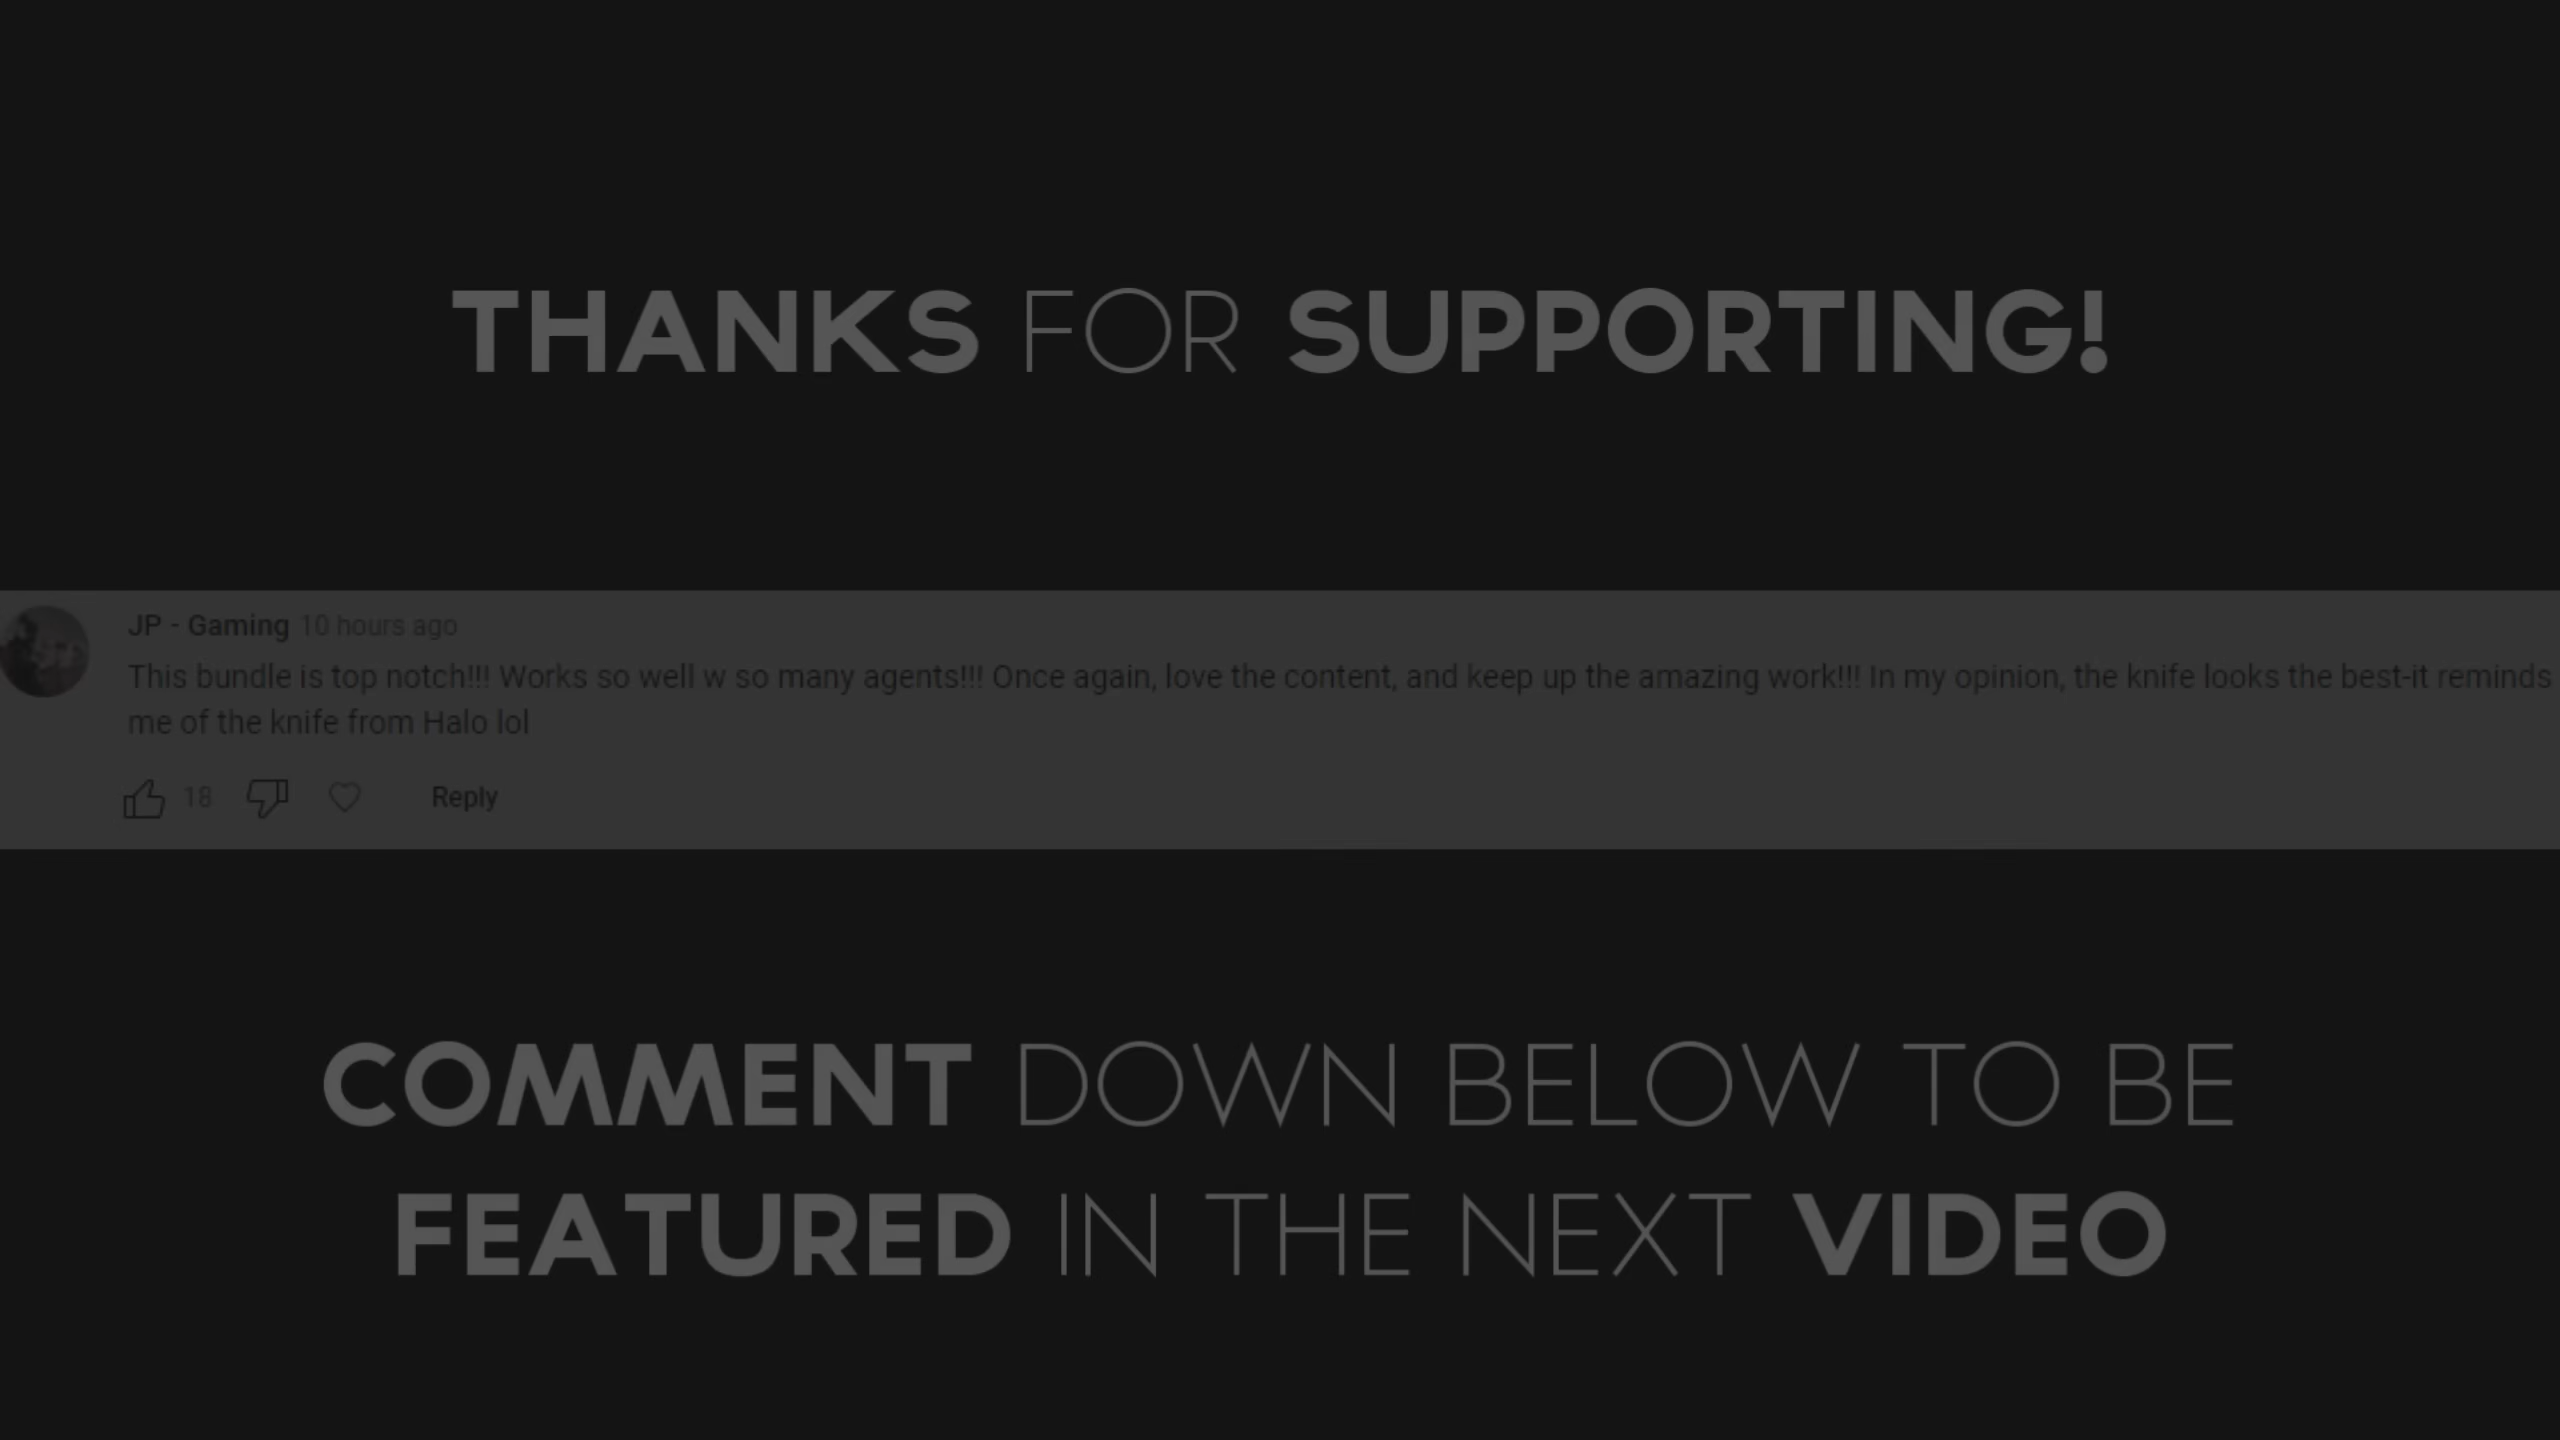 THANKS FOR SUPPORTING!
JP - Gaming 10 hours ago
This bundle is top notch!!! Works so well w so many agents!!! Once again, love the content, and keep up the amazing work!!! In my opinion, the knife looks the best-it reminds
me of the knife from Halo lol
18 Reply
COMMENT DOWN BELOW TO BE
FEATURED IN THE NEXT VIDEO